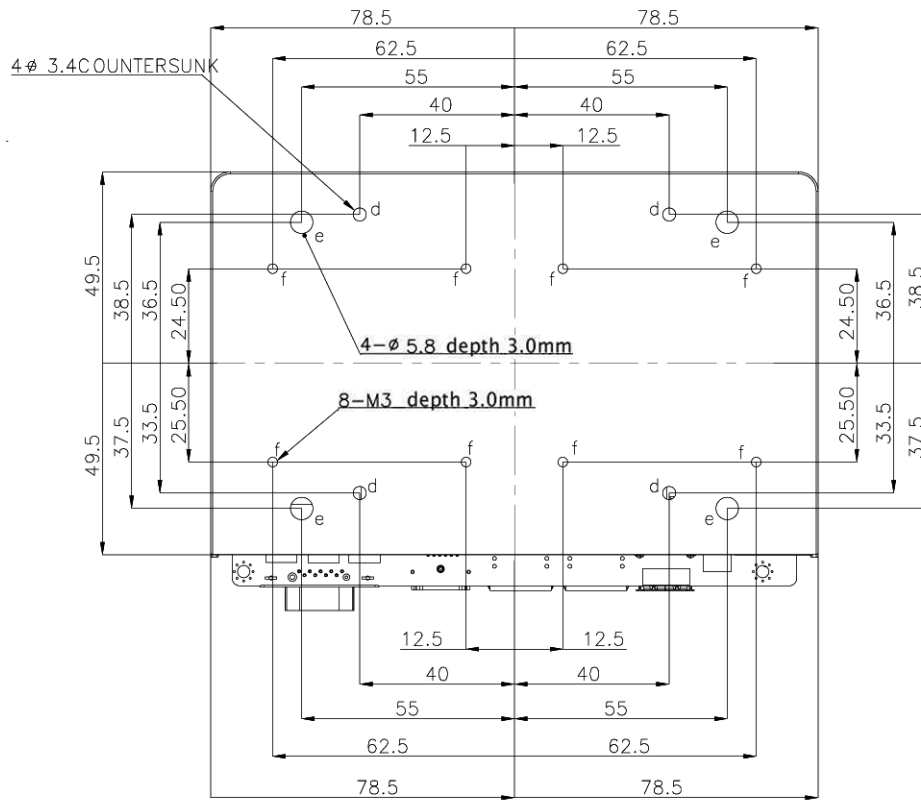 78.5 78.5
62.5 62.5
4⌀ 3.4COUNTERSUNK
55 55
40 40
12.5 12.5
d d
e e
f f f f
49.5 38.5 36.5 24.50 24.50 36.5 38.5
4-⌀ 5.8 depth 3.0mm
8-M3 depth 3.0mm
49.5 37.5 33.5 25.50 25.50 33.5 37.5
f f f f
d d
e e
12.5 12.5
40 40
55 55
62.5 62.5
78.5 78.5